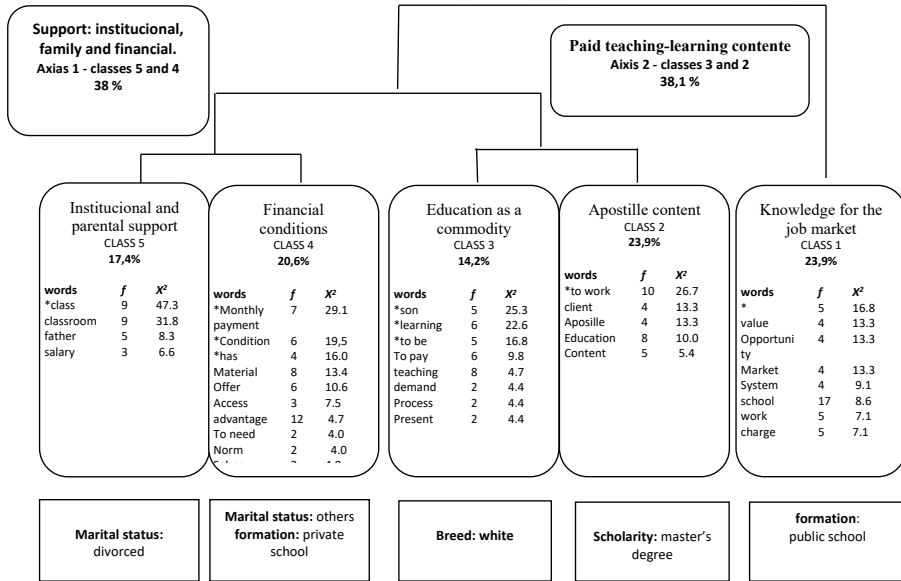 Support: institucional,
family and financial.
Axias 1 - classes 5 and 4
38 %
Paid teaching-learning contente
Aixis 2 - classes 3 and 2
38,1 %
Institutional and
parental support
CLASS 5
17,4%
words f X²
*class 9 47.3
classroom 9 31.8
father 5 8.3
salary 3 6.6
Financial
conditions
CLASS 4
20,6%
words f X²
*Monthly 7 29.1
payment
*Condition 6 19,5
*has 4 16.0
Material 8 13.4
Offer 6 10.6
Access 3 7.5
advantage 12 4.7
To need 2 4.0
Norm 2 4.0
Education as a
commodity
CLASS 3
14,2%
words f X²
*son 5 25.3
*learning 6 22.6
*to be 5 16.8
To pay 6 9.8
teaching 8 4.7
demand 2 4.4
Process 2 4.4
Present 2 4.4
Apostille content
CLASS 2
23,9%
words f X²
*to work 10 26.7
client 4 13.3
Aposille 4 13.3
Education 8 10.0
Content 5 5.4
Knowledge for the
job market
CLASS 1
23,9%
words f X²
* 5 16.8
value 4 13.3
Opportuni 4 13.3
ty
Market 4 13.3
System 4 9.1
school 17 8.6
work 5 7.1
charge 5 7.1
Marital status:
divorced
Marital status: others
formation: private
school
Breed: white
Scholarity: master's
degree
formation:
public school